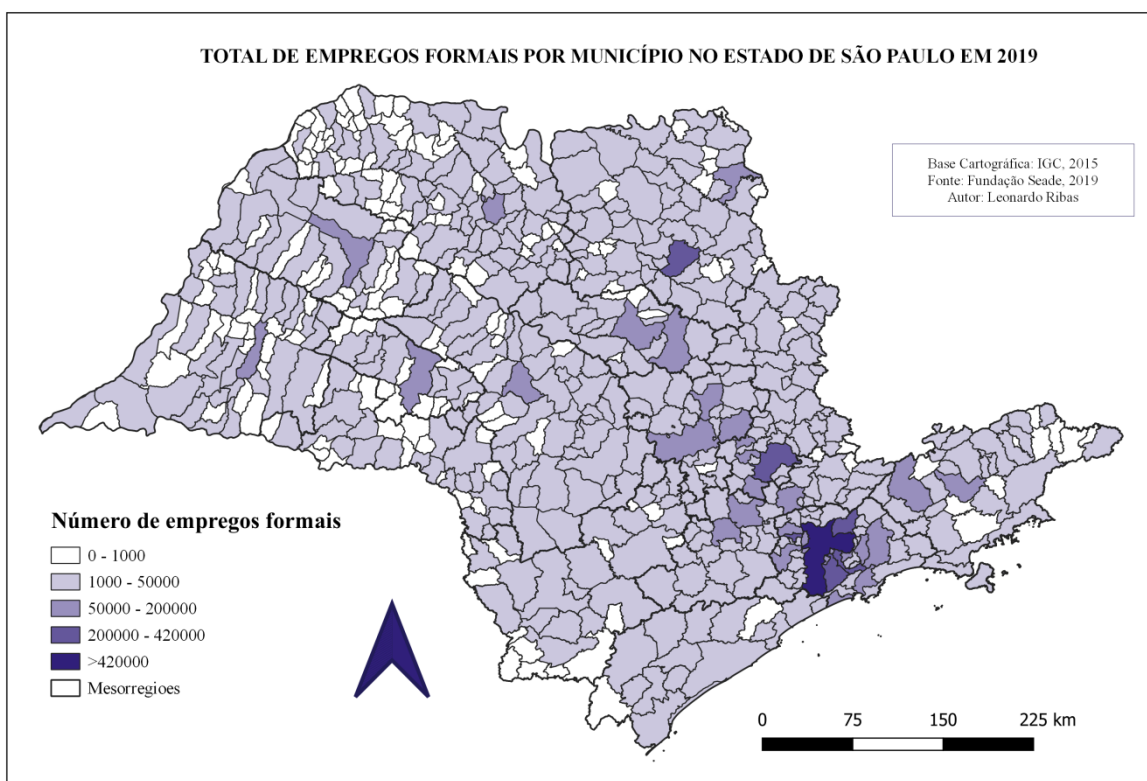 TOTAL DE EMPREGOS FORMAIS POR MUNICÍPIO NO ESTADO DE SÃO PAULO EM 2019
Base Cartográfica: IGC, 2015
Fonte: Fundação Seade, 2019
Autor: Leonardo Ribas
Número de empregos formais
0 - 1000
1000 - 50000
50000 - 200000
200000 - 420000
>420000
Mesorregioes
0 75 150 225 km